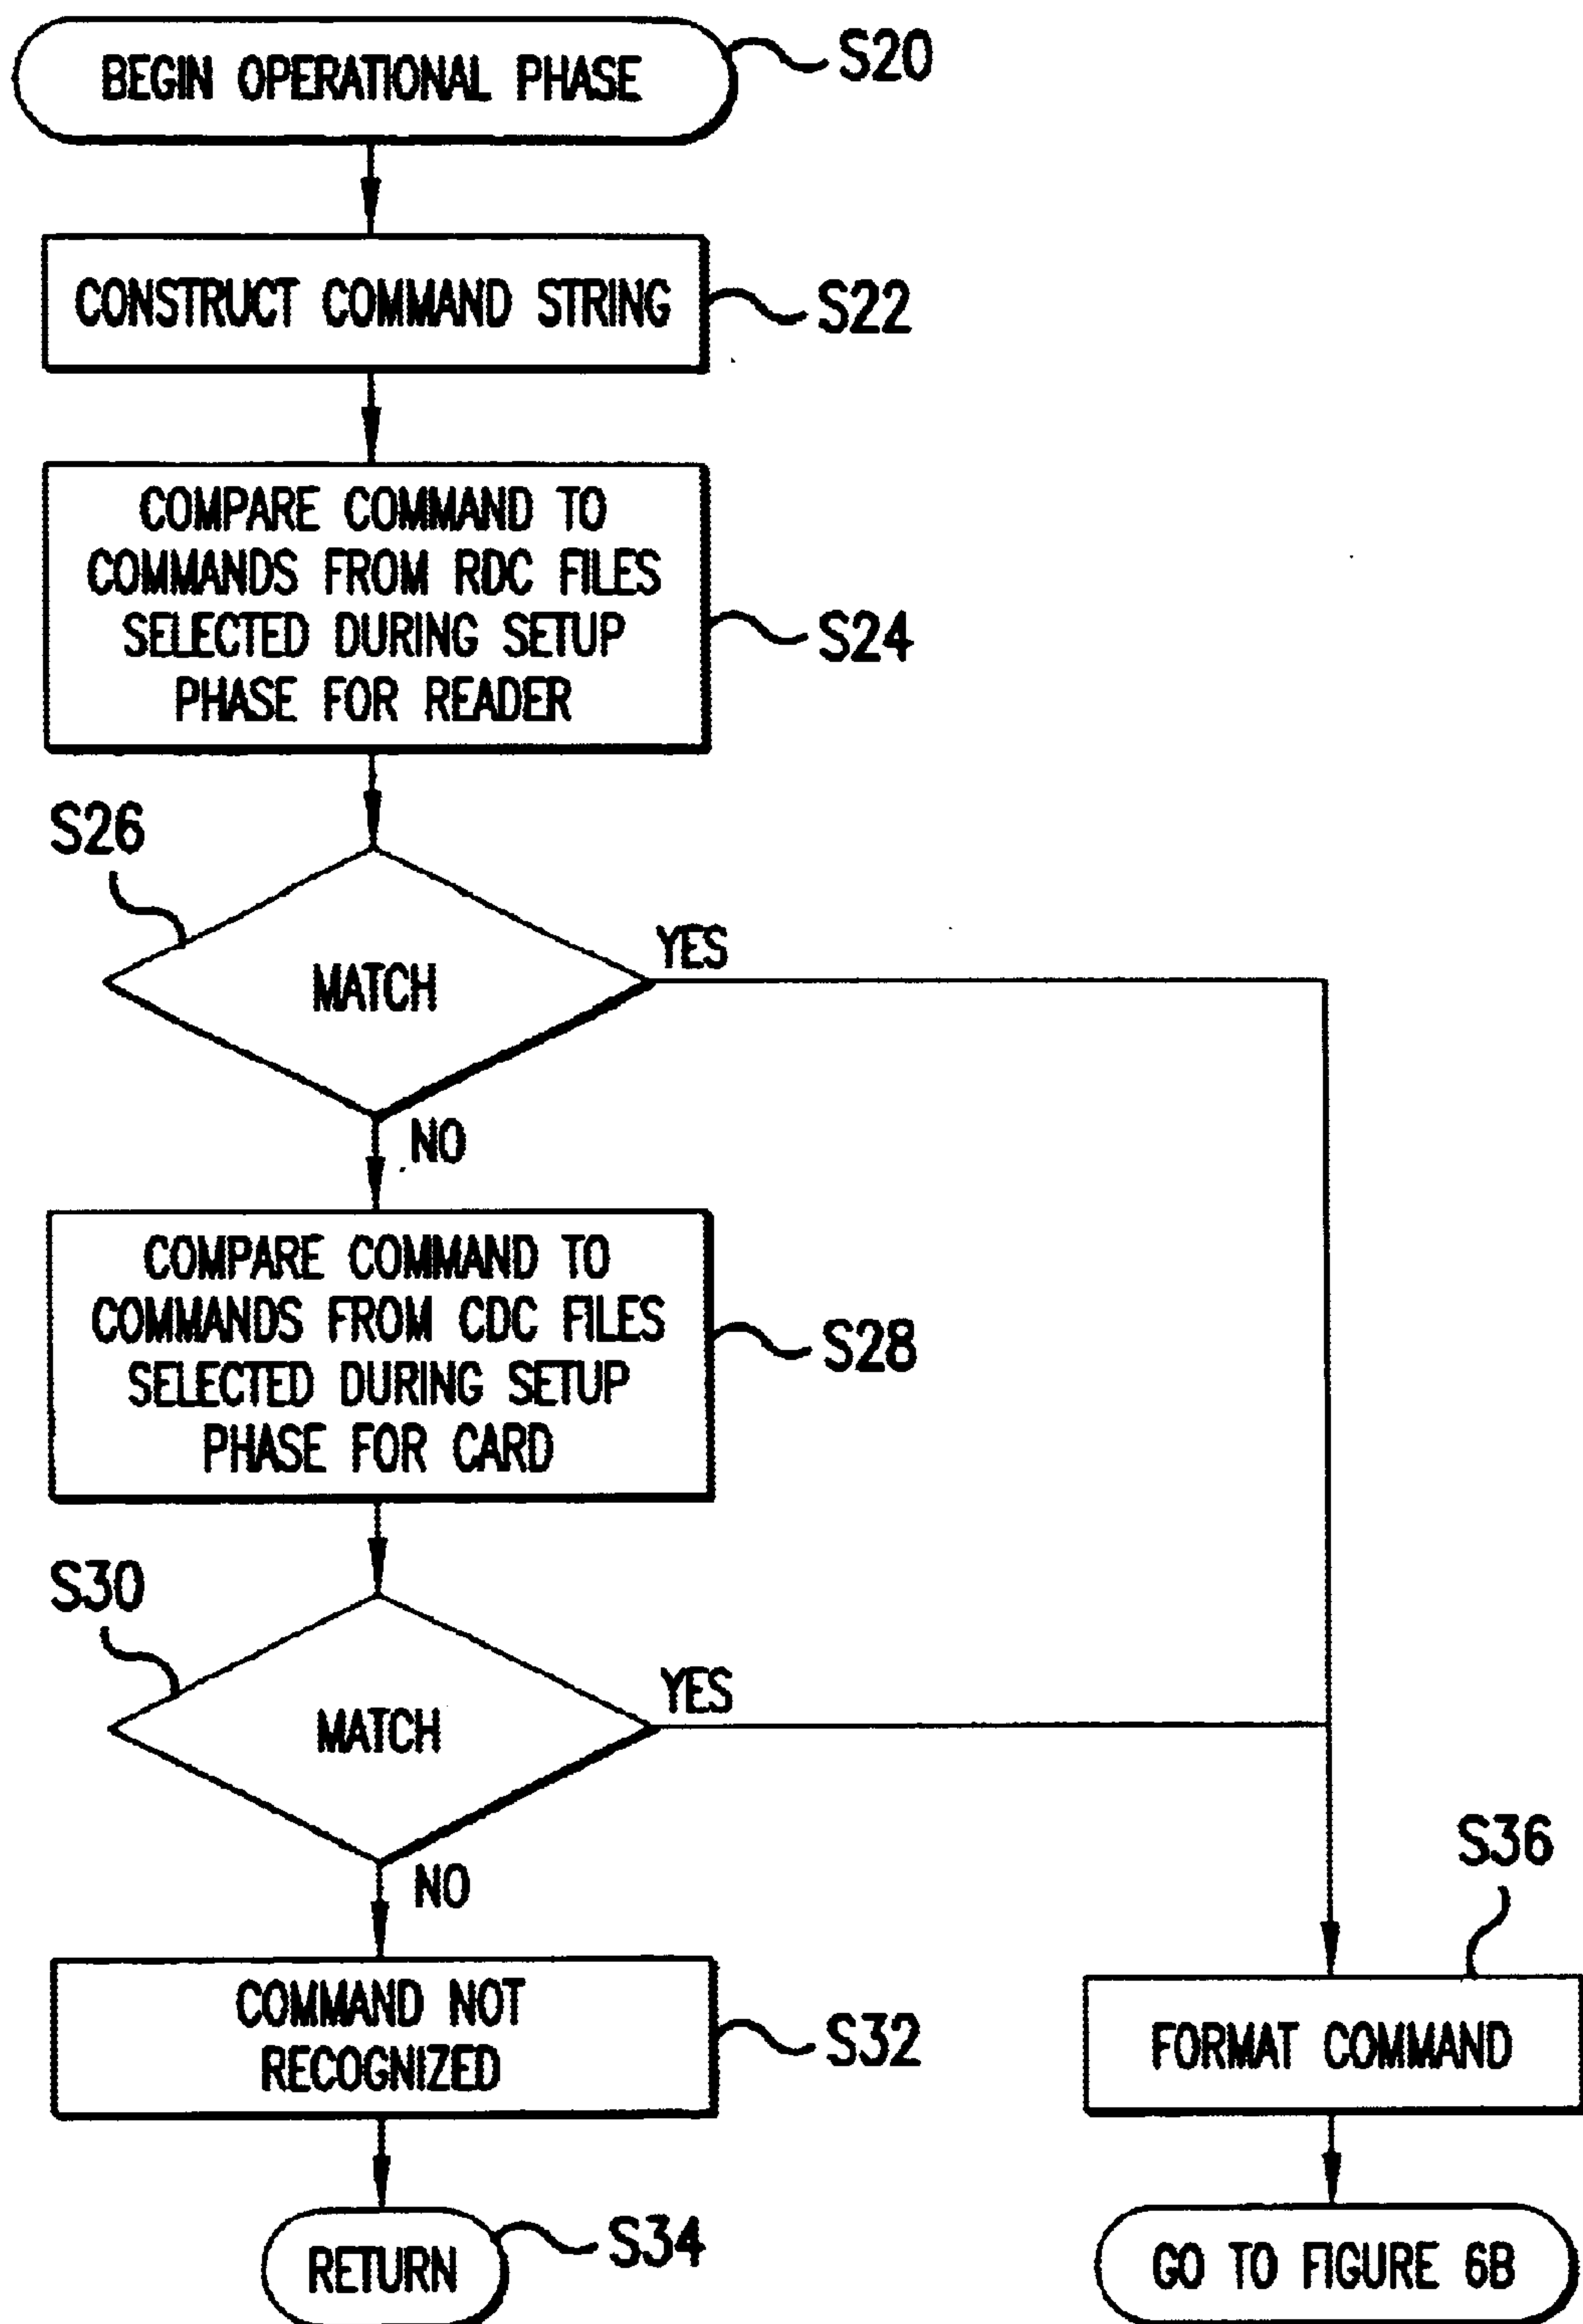 BEGIN OPERATIONAL PHASE
S20
CONSTRUCT COMMAND STRING
S22
COMPARE COMMAND TO
COMMANDS FROM RDC FILES
SELECTED DURING SETUP
PHASE FOR READER
S24
S26
MATCH
YES
NO
COMPARE COMMAND TO
COMMANDS FROM CDC FILES
SELECTED DURING SETUP
PHASE FOR CARD
S28
S30
MATCH
YES
NO
COMMAND NOT
RECOGNIZED
S32
RETURN
S34
S36
FORMAT COMMAND
GO TO FIGURE 6B